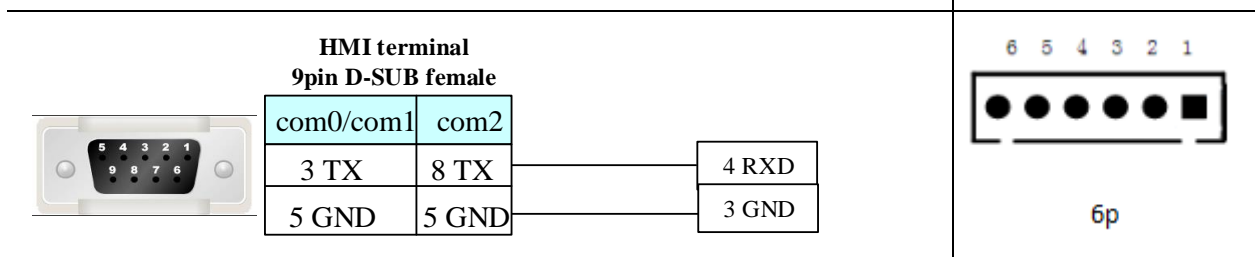 HMI terminal
9pin D-SUB female
com0/com1 com2
3 TX 8 TX 4 RXD
5 GND 5 GND 3 GND
5 4 3 2 1
9 8 7 6
6 5 4 3 2 1
6p